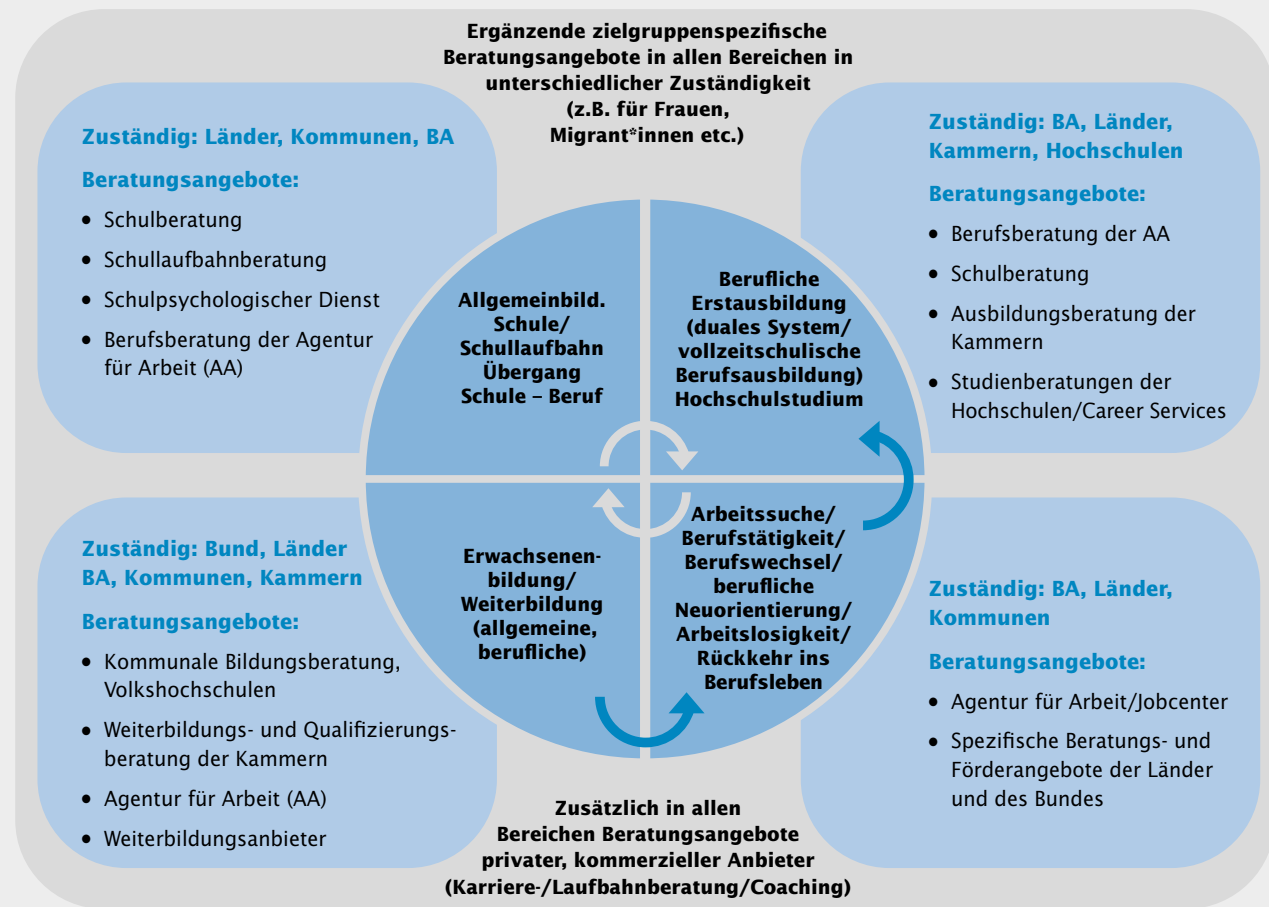 Ergänzende zielgruppenspezifische
Beratungsangebote in allen Bereichen in
unterschiedlicher Zuständigkeit
(z.B. für Frauen,
Migrant*innen etc.)
Zuständig: Länder, Kommunen, BA
Beratungsangebote:
• Schulberatung
• Schullaufbahnberatung
• Schulpsychologischer Dienst
• Berufsberatung der Agentur
für Arbeit (AA)
Allgemeinbild.
Schule/
Schullaufbahn
Übergang
Schule – Beruf
Berufliche
Erstausbildung
(duales System/
vollzeitschulische
Berufsausbildung)
Hochschulstudium
Zuständig: BA, Länder,
Kammern, Hochschulen
Beratungsangebote:
• Berufsberatung der AA
• Schulberatung
• Ausbildungsberatung der
Kammern
• Studienberatungen der
Hochschulen/Career Services
Zuständig: Bund, Länder
BA, Kommunen, Kammern
Beratungsangebote:
• Kommunale Bildungsberatung,
Volkshochschulen
• Weiterbildungs- und Qualifizierungs-
beratung der Kammern
• Agentur für Arbeit (AA)
• Weiterbildungsanbieter
Erwachsenen-
bildung/
Weiterbildung
(allgemeine,
berufliche)
Arbeitssuche/
Berufstätigkeit/
Berufswechsel/
berufliche
Neuorientierung/
Arbeitslosigkeit/
Rückkehr ins
Berufsleben
Zuständig: BA, Länder,
Kommunen
Beratungsangebote:
• Agentur für Arbeit/Jobcenter
• Spezifische Beratungs- und
Förderangebote der Länder
und des Bundes
Zusätzlich in allen
Bereichen Beratungsangebote
privater, kommerzieller Anbieter
(Karriere-/Laufbahnberatung/Coaching)